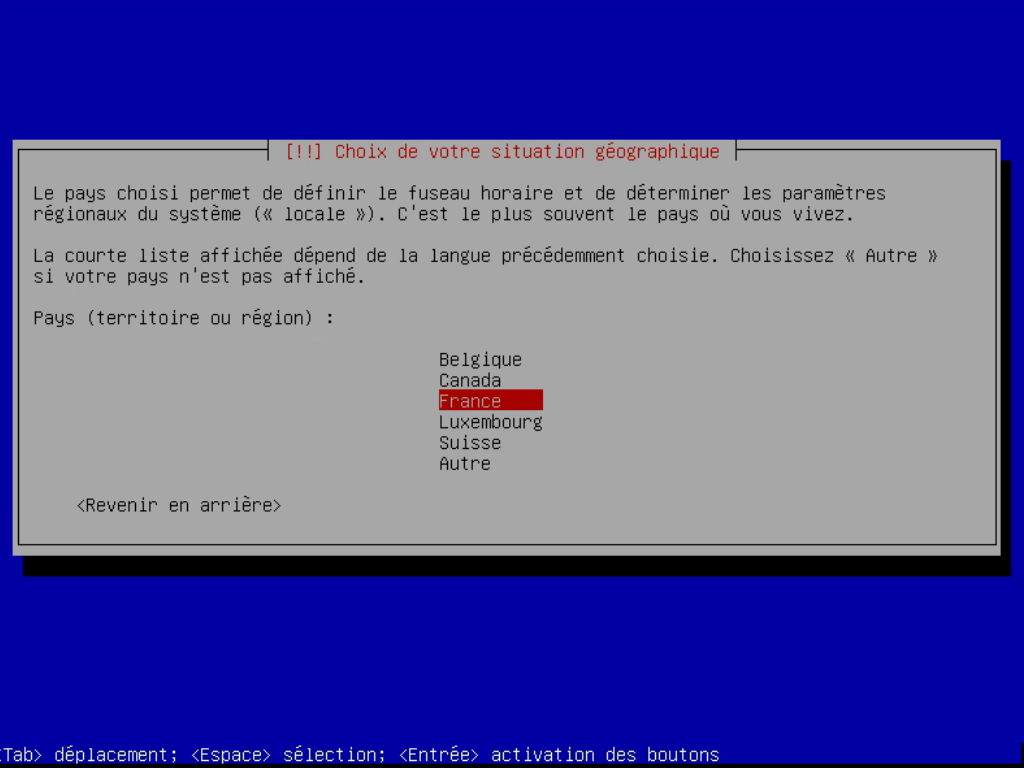 [!!] Choix de votre situation géographique
Le pays choisi permet de définir le fuseau horaire et de déterminer les paramètres
régionaux du système (« locale »). C'est le plus souvent le pays où vous vivez.
La courte liste affichée dépend de la langue précédemment choisie. Choisissez « Autre »
si votre pays n'est pas affiché.
Pays (territoire ou région) :
Belgique
Canada
France
Luxembourg
Suisse
Autre
<Revenir en arrière>
<Tab> déplacement; <Espace> sélection; <Entrée> activation des boutons